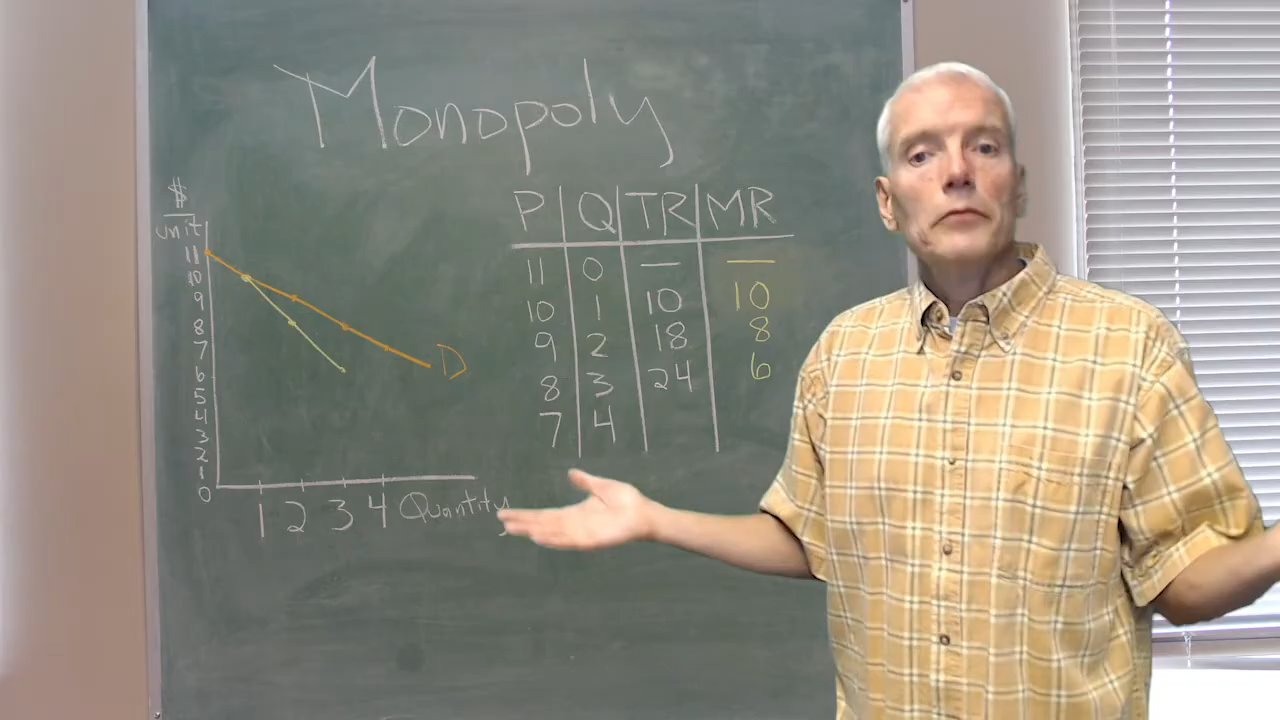 Monopoly
$
unit
11
10
9
8
7
6
5
4
3
2
1
0
D
1 2 3 4 Quantity
P Q TR MR
11 0 — —
10 1 10 10
9 2 18 8
8 3 24 6
7 4